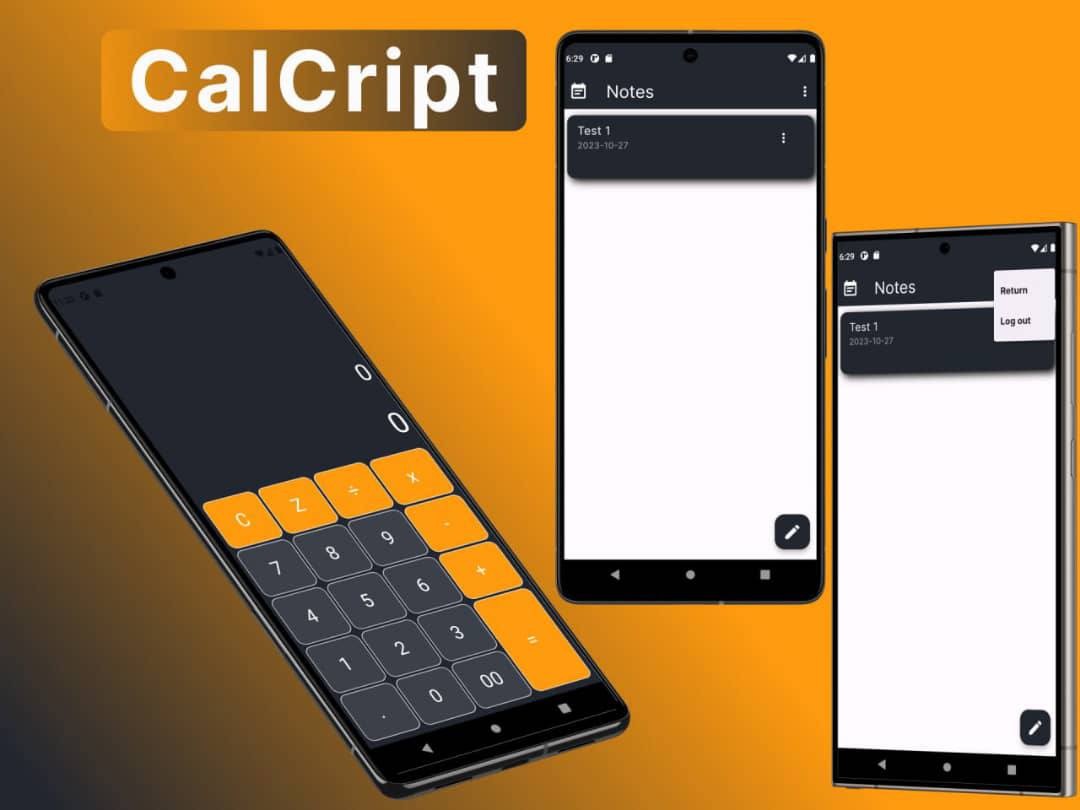 CalCript
6:29
Notes
Test 1
2023-10-27
6:29
Notes
Return
Log out
Test 1
2023-10-27
0
0
C Z ÷ x
7 8 9 -
4 5 6 +
1 2 3 =
. 0 00